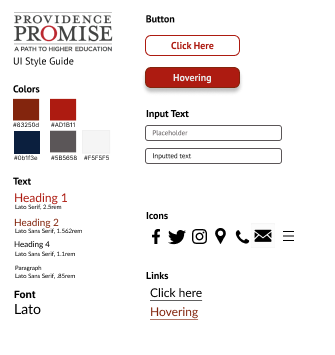 PROVIDENCE
PROMISE
A PATH TO HIGHER EDUCATION
UI Style Guide
Colors
#83250d #AD1B11
#0b1f3e #5B5658 #F5F5F5
Text
Heading 1
Lato Serif, 2.5rem
Heading 2
Lato Sans Serif, 1.562rem
Heading 4
Lato Sans Serif, 1.1rem
Paragraph
Lato Sans Serif, .85rem
Font
Lato
Button
Click Here
Hovering
Input Text
Placeholder
Inputted text
Icons
Links
Click here
Hovering